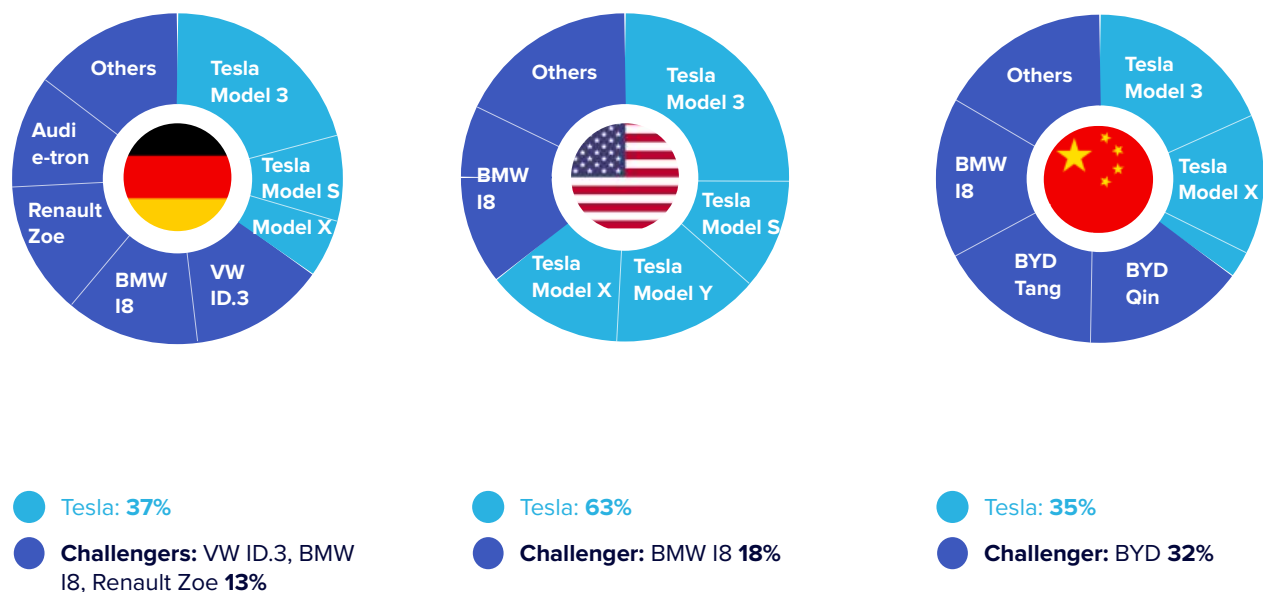 Others
Tesla
Model 3
Audi
e-tron
Tesla
Model S
Renault
Zoe
Model X
BMW
I8
VW
ID.3
Others
Tesla
Model 3
BMW
I8
Tesla
Model S
Tesla
Model X
Tesla
Model Y
Others
Tesla
Model 3
BMW
I8
Tesla
Model X
BYD
Tang
BYD
Qin
Tesla: 37%
Challengers: VW ID.3, BMW
I8, Renault Zoe 13%
Tesla: 63%
Challenger: BMW I8 18%
Tesla: 35%
Challenger: BYD 32%